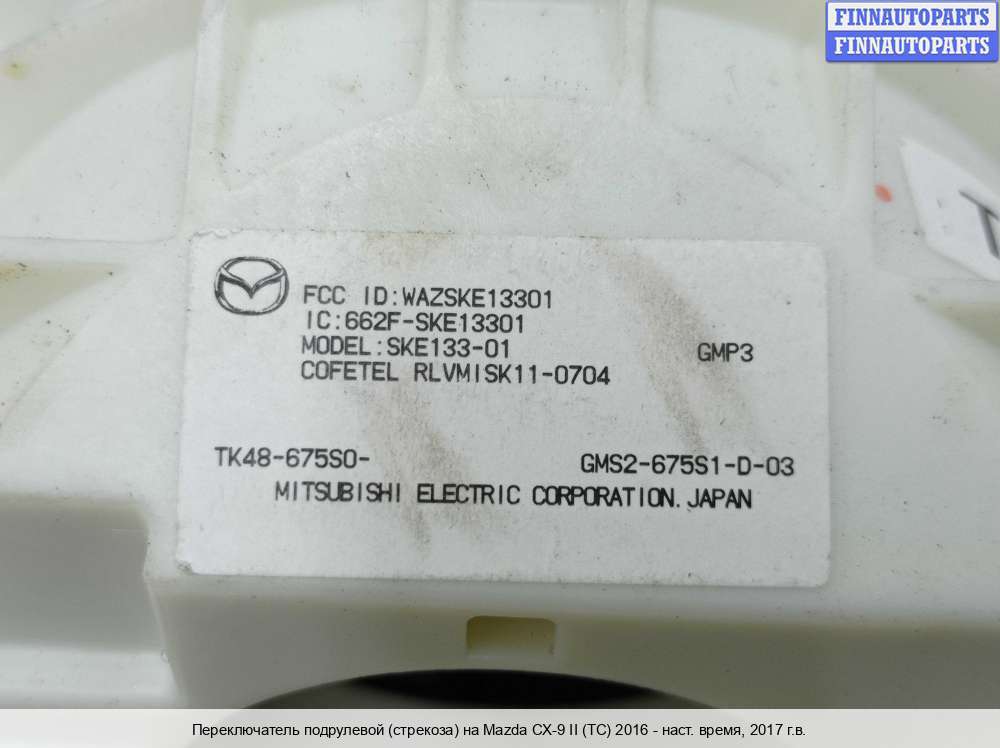 FINNAUTOPARTS
FINNAUTOPARTS
FCC ID:WAZSKE13301
IC:662F-SKE13301
MODEL:SKE133-01
GMP3
COFETEL RLVMISK11-0704
TK48-675S0-
GMS2-675S1-D-03
MITSUBISHI ELECTRIC CORPORATION. JAPAN
Переключатель подрулевой (стрекоза) на Mazda CX-9 II (TC) 2016 - наст. время, 2017 г.в.